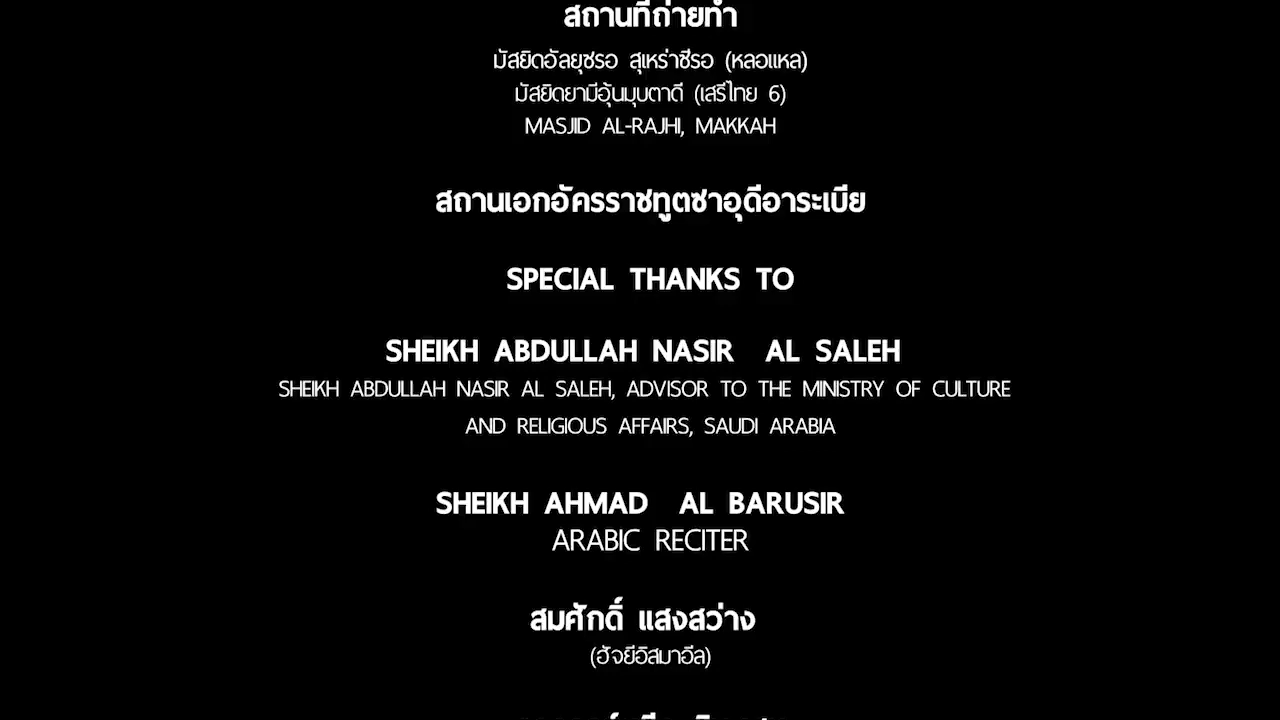 สถานที่ถ่ายทำ
มัสยิดอัลยุซรอ สุเหร่าซีรอ (หลอแหล)
มัสยิดยามีอุ้นมุบตาดี (เสรีไทย 6)
MASJID AL-RAJHI, MAKKAH
สถานเอกอัครราชทูตซาอุดีอาระเบีย
SPECIAL THANKS TO
SHEIKH ABDULLAH NASIR AL SALEH
SHEIKH ABDULLAH NASIR AL SALEH, ADVISOR TO THE MINISTRY OF CULTURE
AND RELIGIOUS AFFAIRS, SAUDI ARABIA
SHEIKH AHMAD AL BARUSIR
ARABIC RECITER
สมศักดิ์ แสงสว่าง
(ฮัจยีอิสมาอีล)